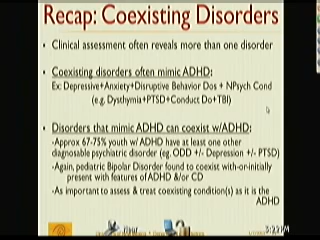 Recap: Coexisting Disorders
• Clinical assessment often reveals more than one disorder
• Coexisting disorders often mimic ADHD:
Ex: Depressive+Anxiety+Disruptive Behavior Dos + NPsych Cond
(e.g. Dysthymia+PTSD+Conduct Do+TBI)
• Disorders that mimic ADHD can coexist w/ADHD:
-Approx 67-75% youth w/ ADHD have at least one other
diagnosable psychiatric disorder (eg. ODD +/- Depression +/- PTSD)
-Again, pediatric Bipolar Disorder found to coexist with-or-initially
present with features of ADHD &/or CD
-As important to assess & treat coexisting condition(s) as it is the
ADHD